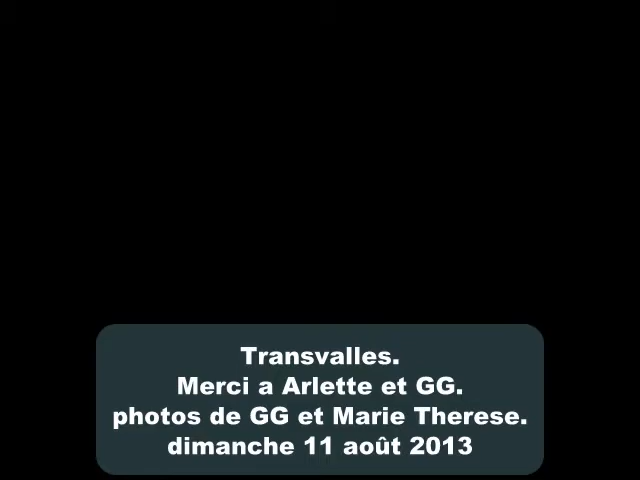 Transvalles.
Merci a Arlette et GG.
photos de GG et Marie Therese.
dimanche 11 août 2013